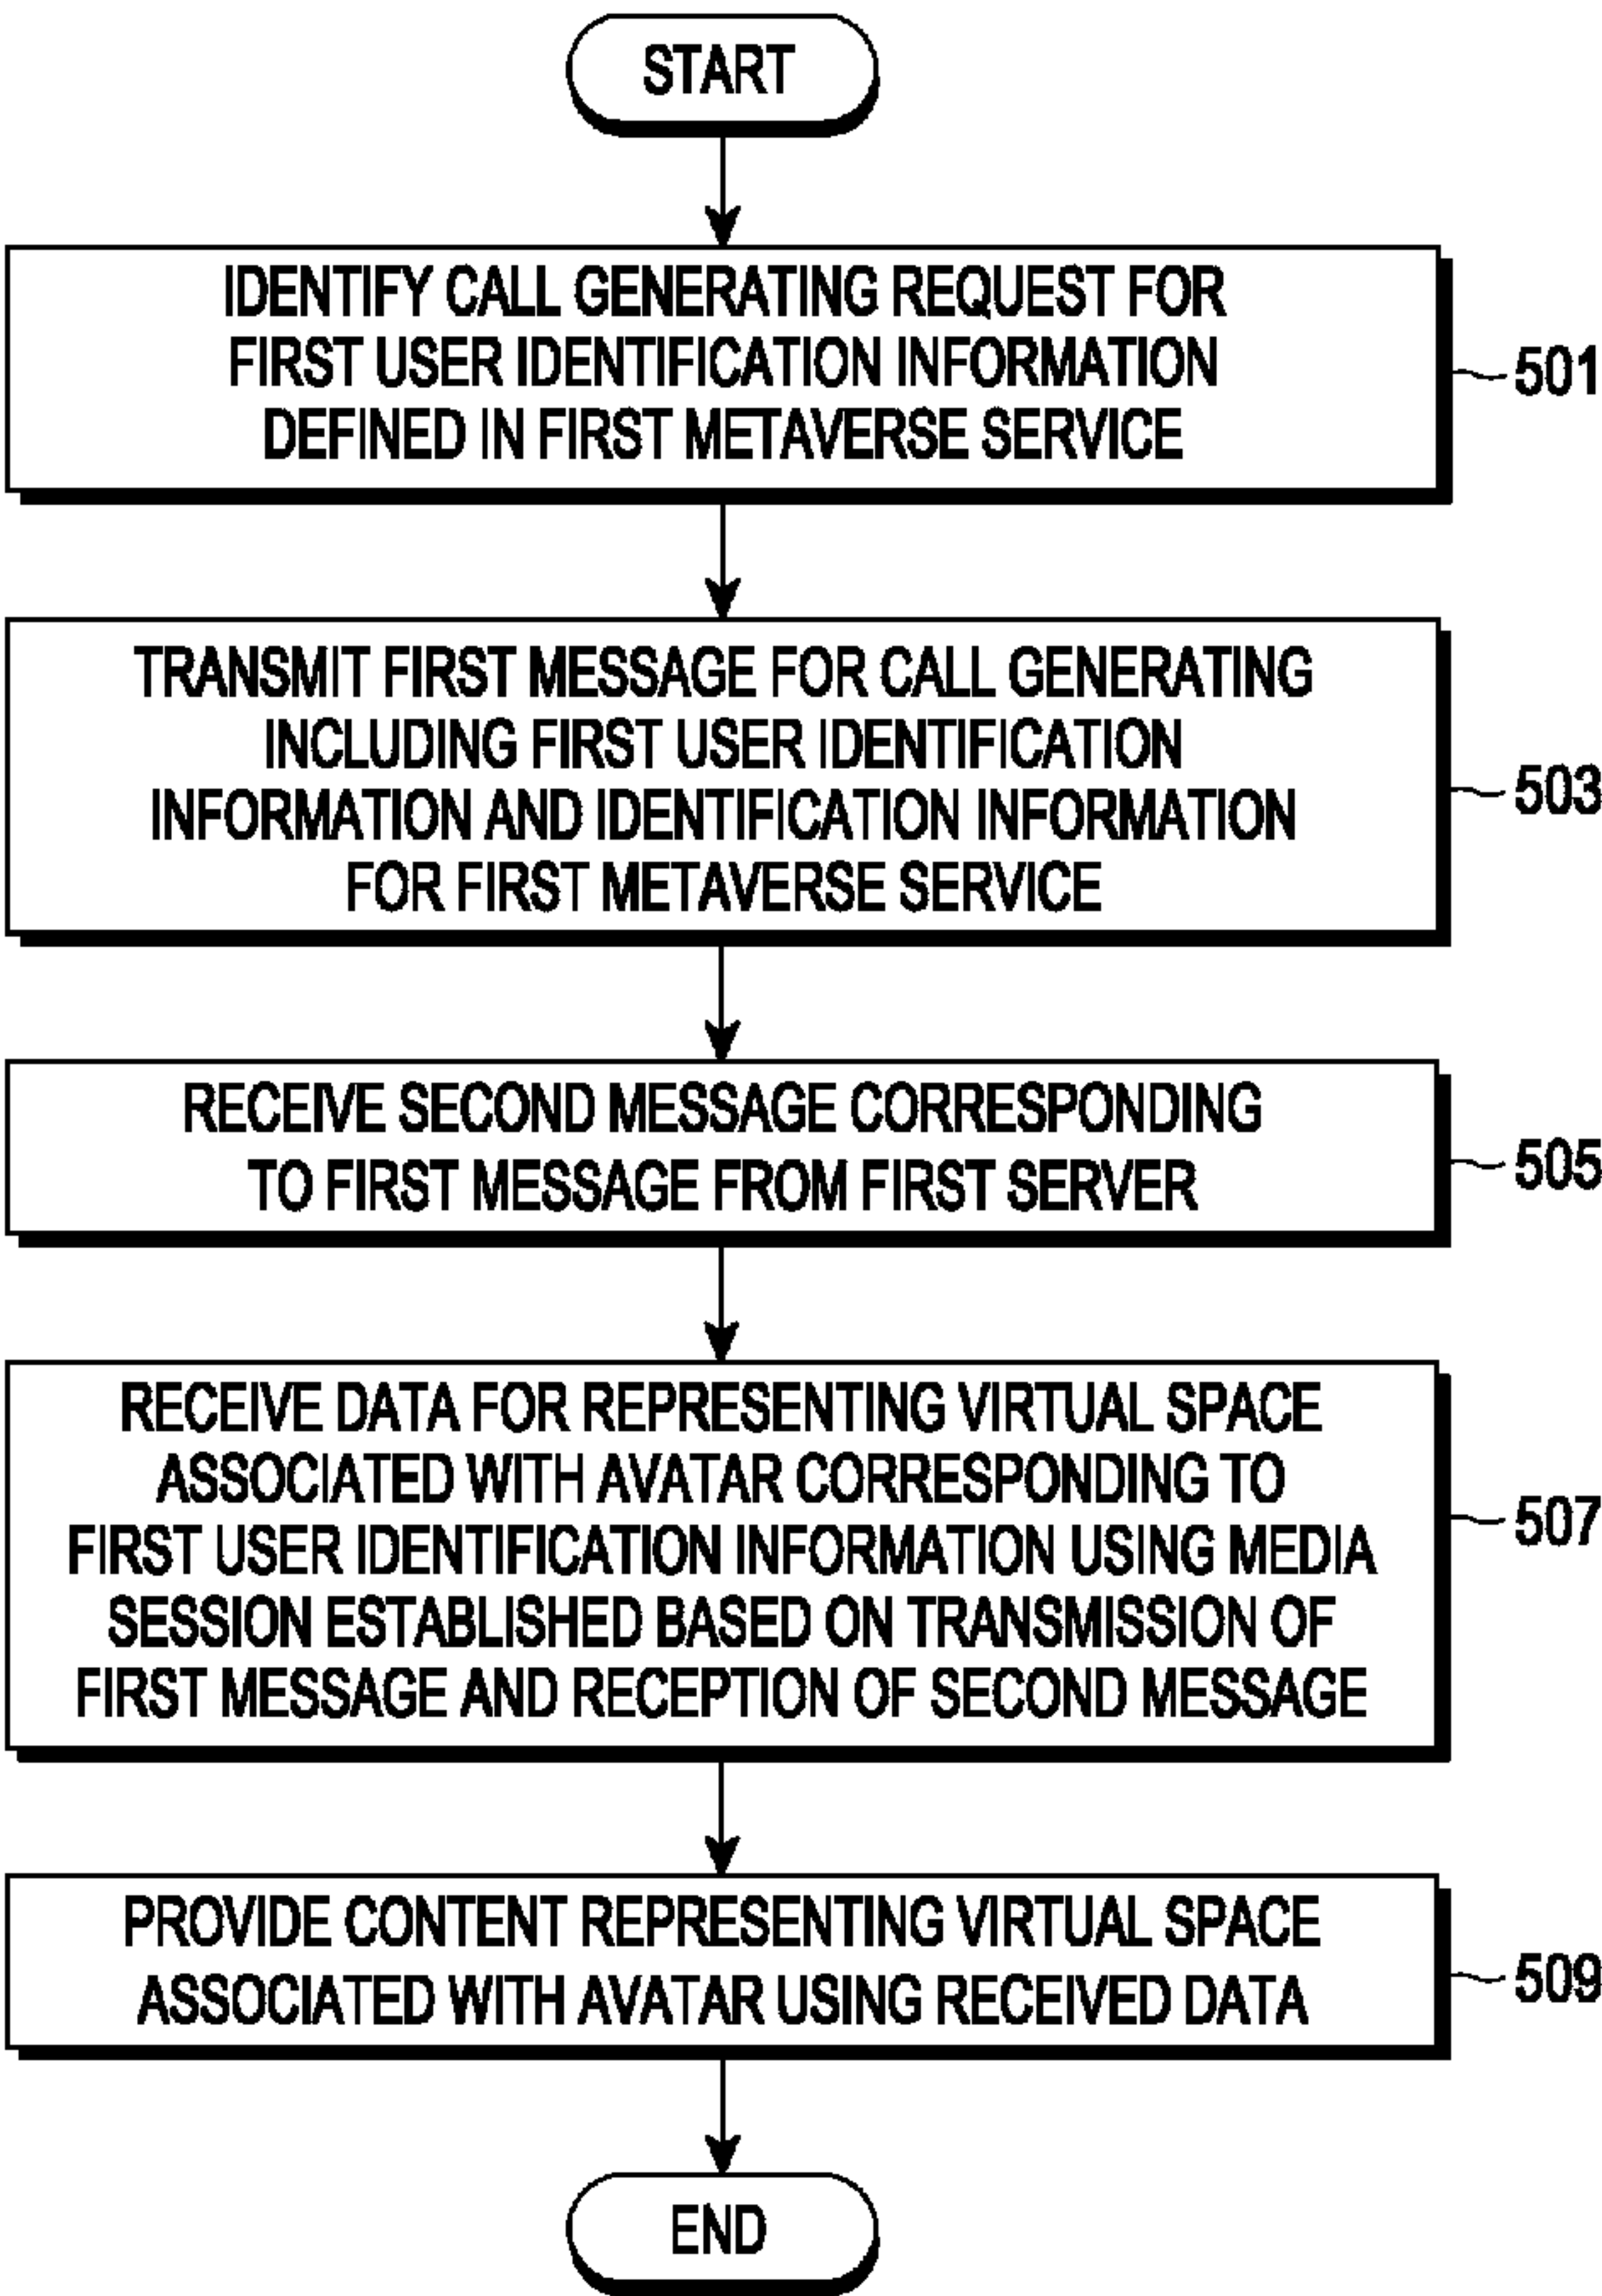 START
IDENTIFY CALL GENERATING REQUEST FOR
FIRST USER IDENTIFICATION INFORMATION
DEFINED IN FIRST METAVERSE SERVICE
501
TRANSMIT FIRST MESSAGE FOR CALL GENERATING
INCLUDING FIRST USER IDENTIFICATION
INFORMATION AND IDENTIFICATION INFORMATION
FOR FIRST METAVERSE SERVICE
503
RECEIVE SECOND MESSAGE CORRESPONDING
TO FIRST MESSAGE FROM FIRST SERVER
505
RECEIVE DATA FOR REPRESENTING VIRTUAL SPACE
ASSOCIATED WITH AVATAR CORRESPONDING TO
FIRST USER IDENTIFICATION INFORMATION USING MEDIA
SESSION ESTABLISHED BASED ON TRANSMISSION OF
FIRST MESSAGE AND RECEPTION OF SECOND MESSAGE
507
PROVIDE CONTENT REPRESENTING VIRTUAL SPACE
ASSOCIATED WITH AVATAR USING RECEIVED DATA
509
END